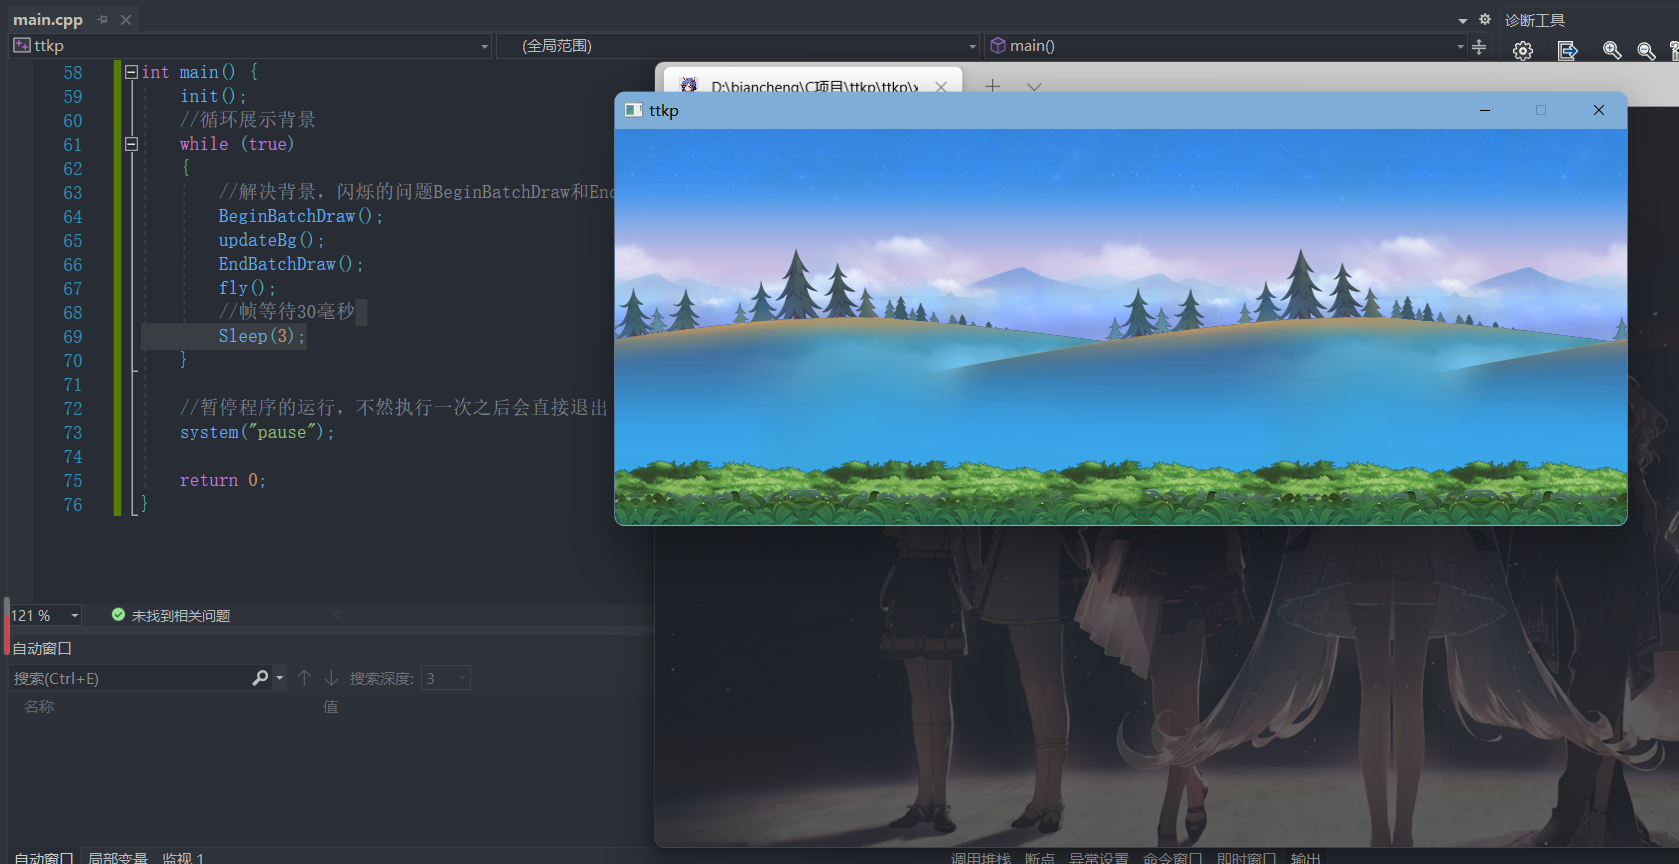 main.cpp
诊断工具
ttkp
(全局范围)
main()
D:\biancheng\C项目\ttkp\ttkp\x
ttkp
58 int main() {
59 init();
60 //循环展示背景
61 while (true)
62 {
63 //解决背景，闪烁的问题BeginBatchDraw和End
64 BeginBatchDraw();
65 updateBg();
66 EndBatchDraw();
67 fly();
68 //帧等待30毫秒
69 Sleep(3);
70 }
71
72 //暂停程序的运行，不然执行一次之后会直接退出
73 system("pause");
74
75 return 0;
76 }
121 %
未找到相关问题
自动窗口
搜索(Ctrl+E)
搜索深度: 3
名称
值
自动窗口 局部变量 监视 1
调用堆栈 断点 异常设置 命令窗口 即时窗口 输出